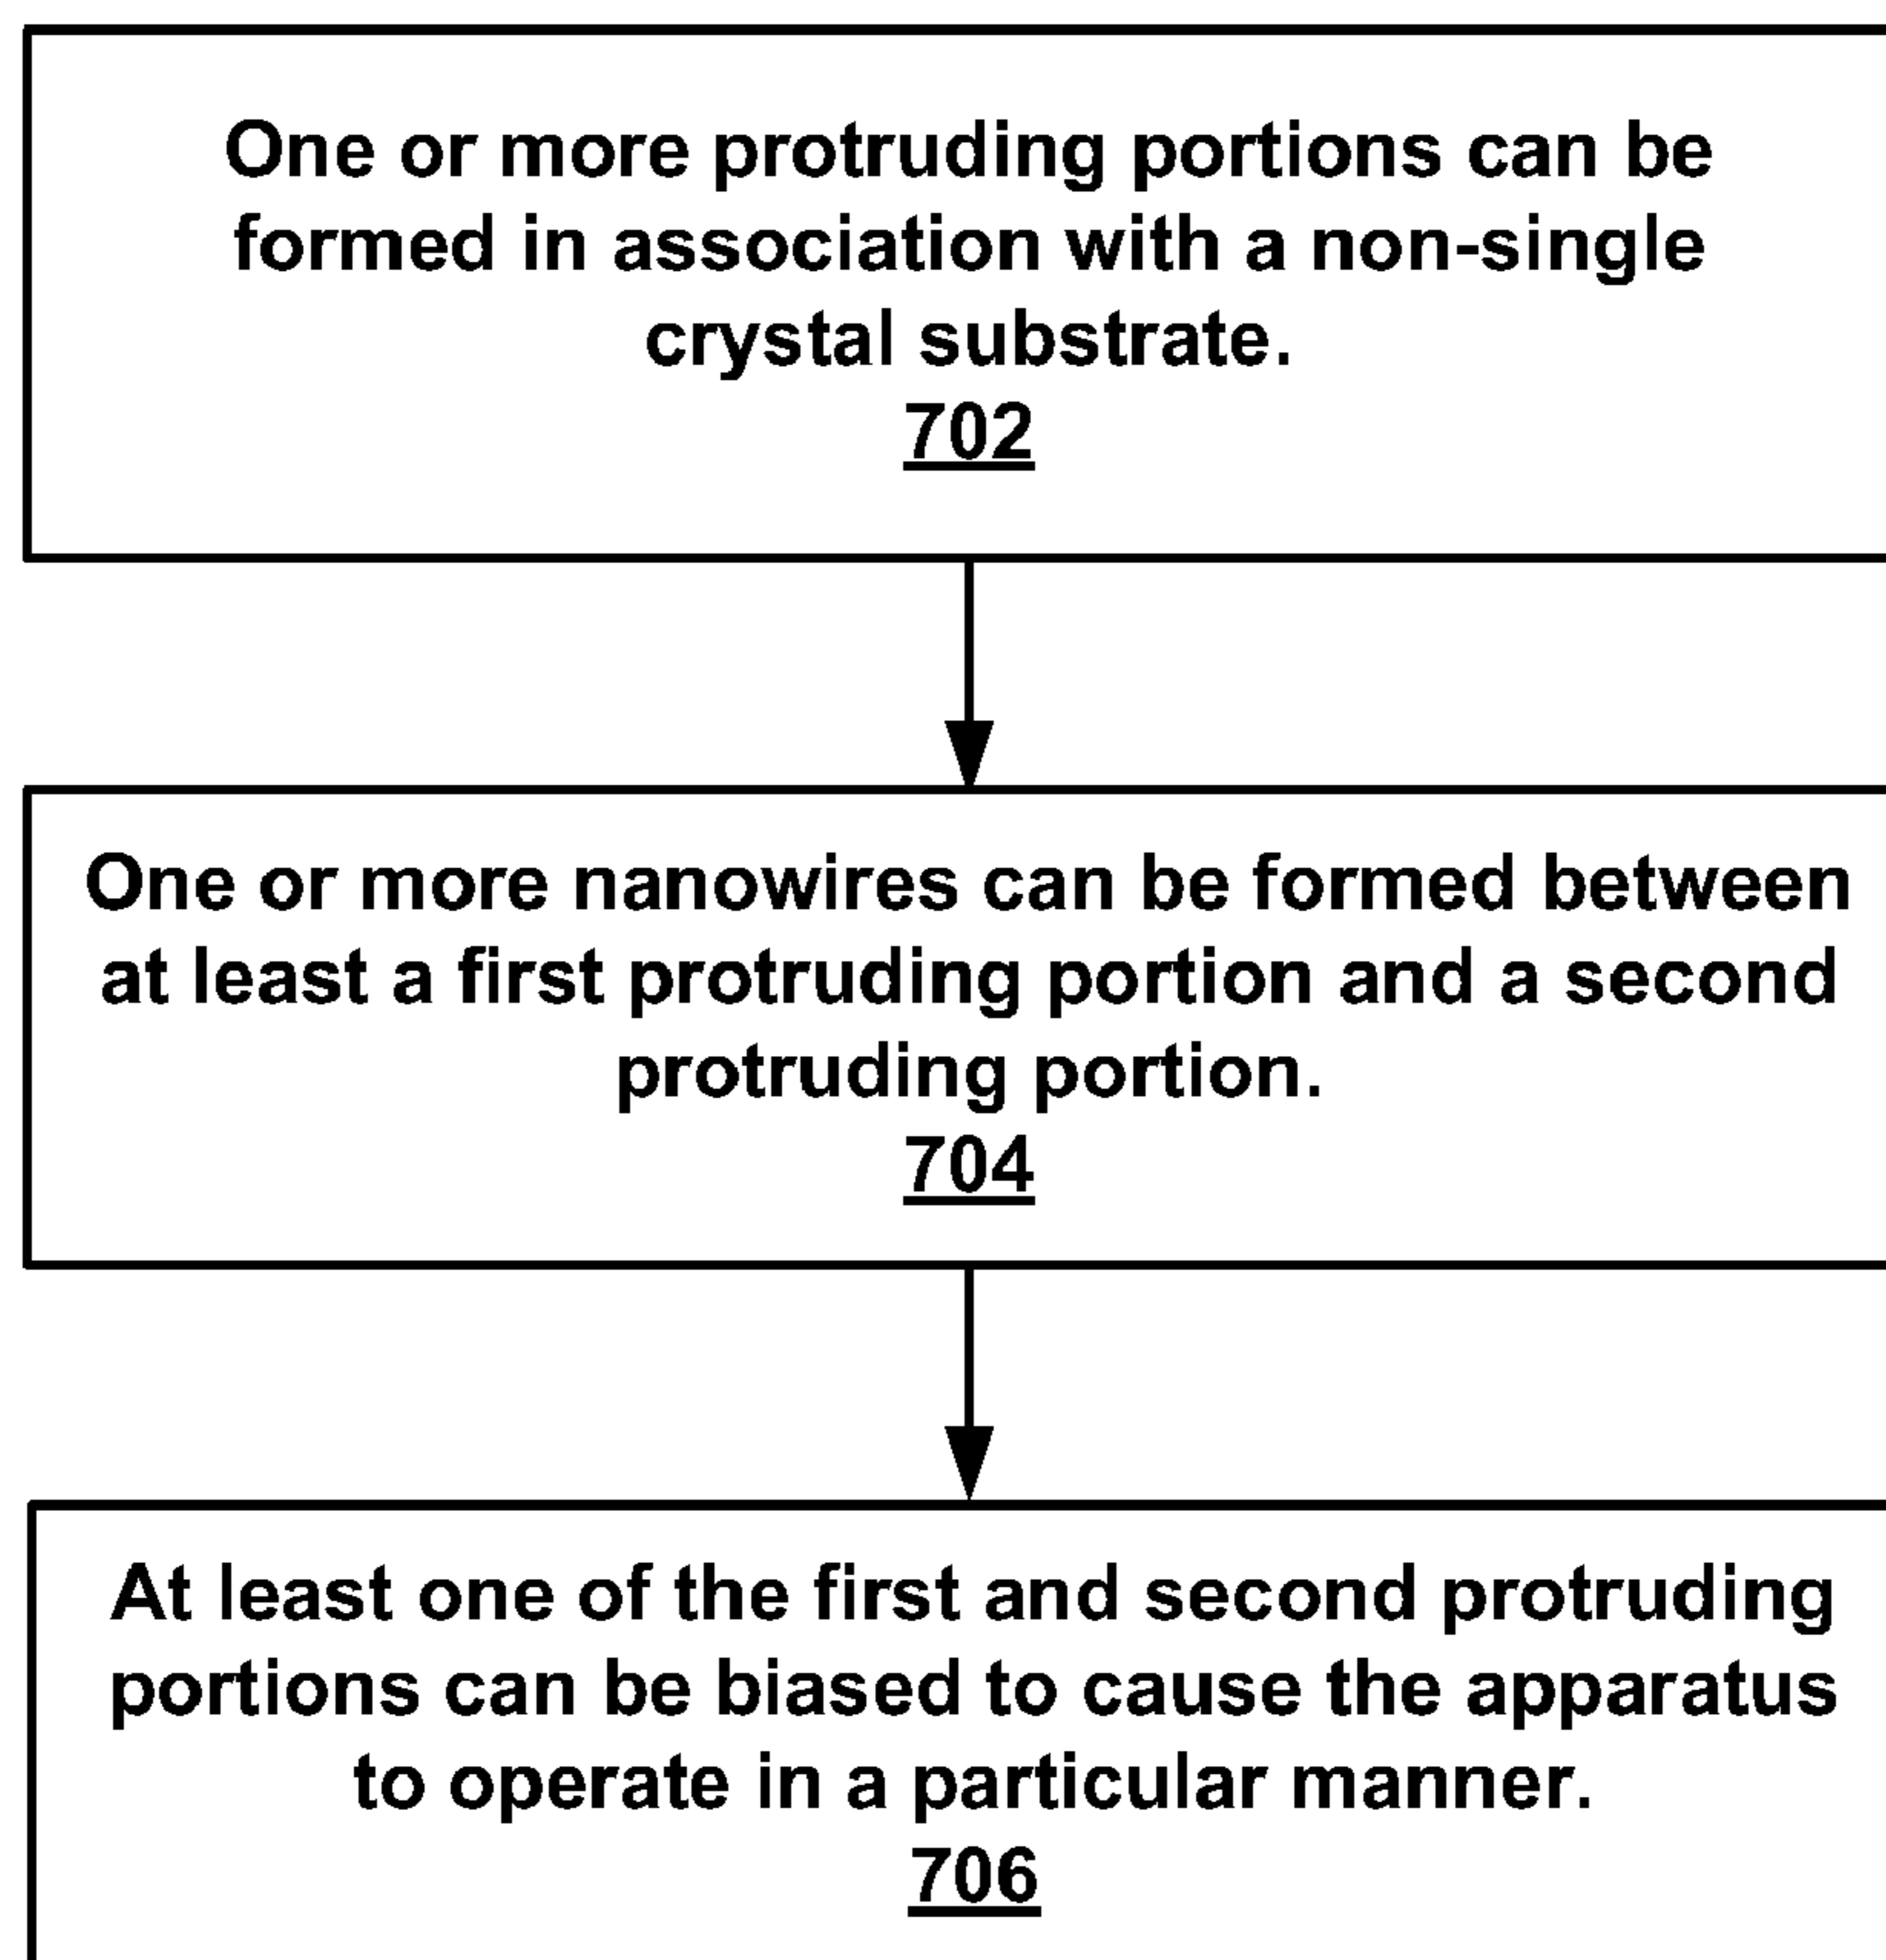 One or more protruding portions can be
formed in association with a non-single
crystal substrate.
702
One or more nanowires can be formed between
at least a first protruding portion and a second
protruding portion.
704
At least one of the first and second protruding
portions can be biased to cause the apparatus
to operate in a particular manner.
706